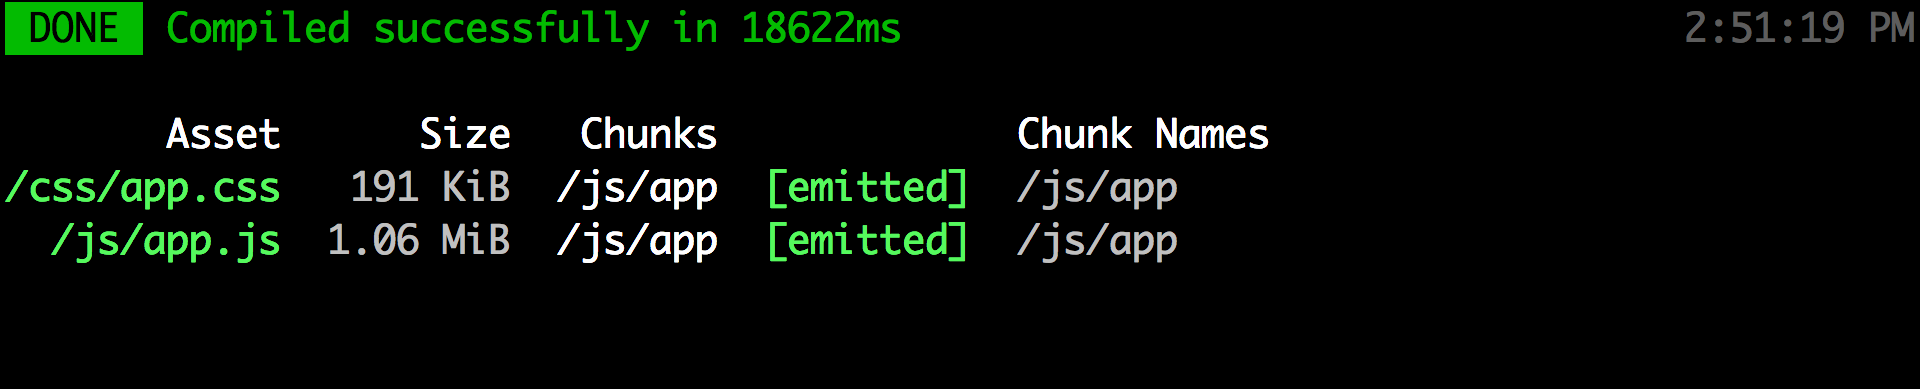 DONE Compiled successfully in 18622ms 2:51:19 PM
Asset Size Chunks Chunk Names
/css/app.css 191 KiB /js/app [emitted] /js/app
/js/app.js 1.06 MiB /js/app [emitted] /js/app